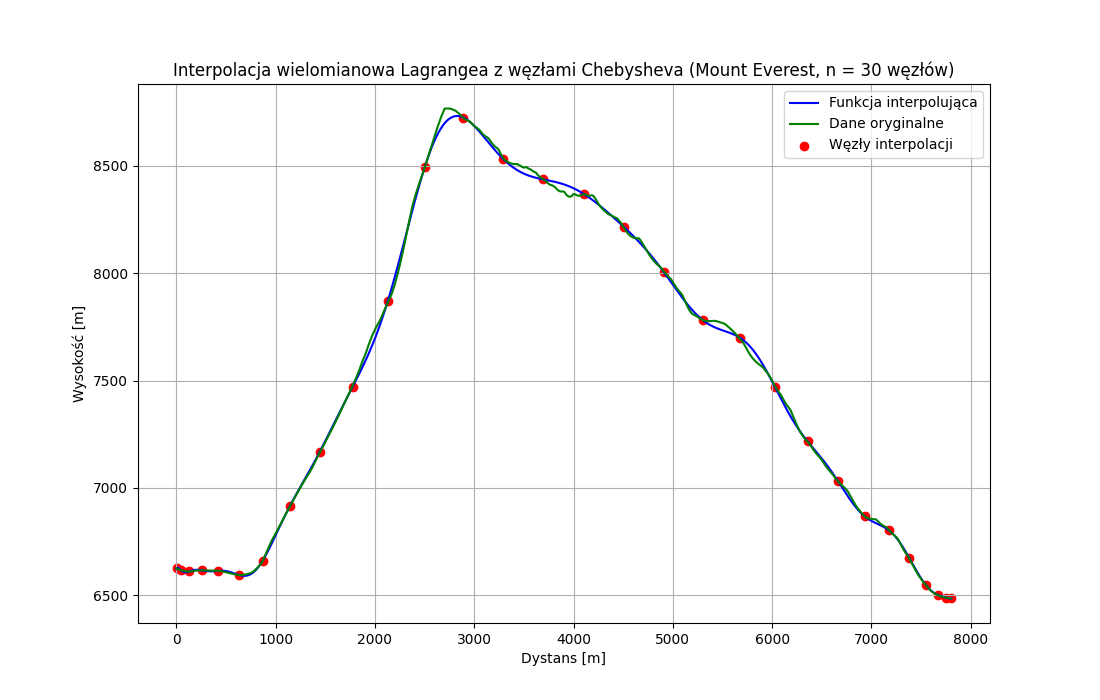 Interpolacja wielomianowa Lagrangea z węzłami Chebysheva (Mount Everest, n = 30 węzłów)
Funkcja interpolująca
Dane oryginalne
Węzły interpolacji
Wysokość [m]
8500
8000
7500
7000
6500
0 1000 2000 3000 4000 5000 6000 7000 8000
Dystans [m]